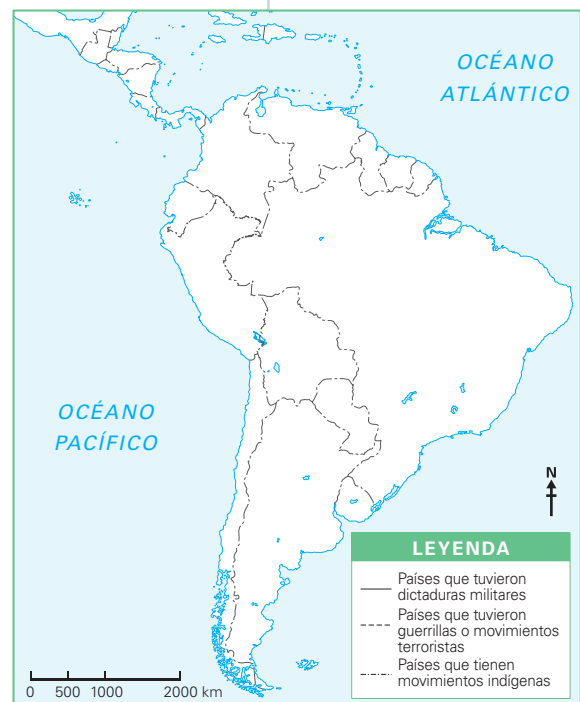 OCÉANO
ATLÁNTICO
OCÉANO
PACÍFICO
N
LEYENDA
Países que tuvieron
dictaduras militares
Países que tuvieron
guerrillas o movimientos
terroristas
Países que tienen
movimientos indígenas
0 500 1000 2000 km